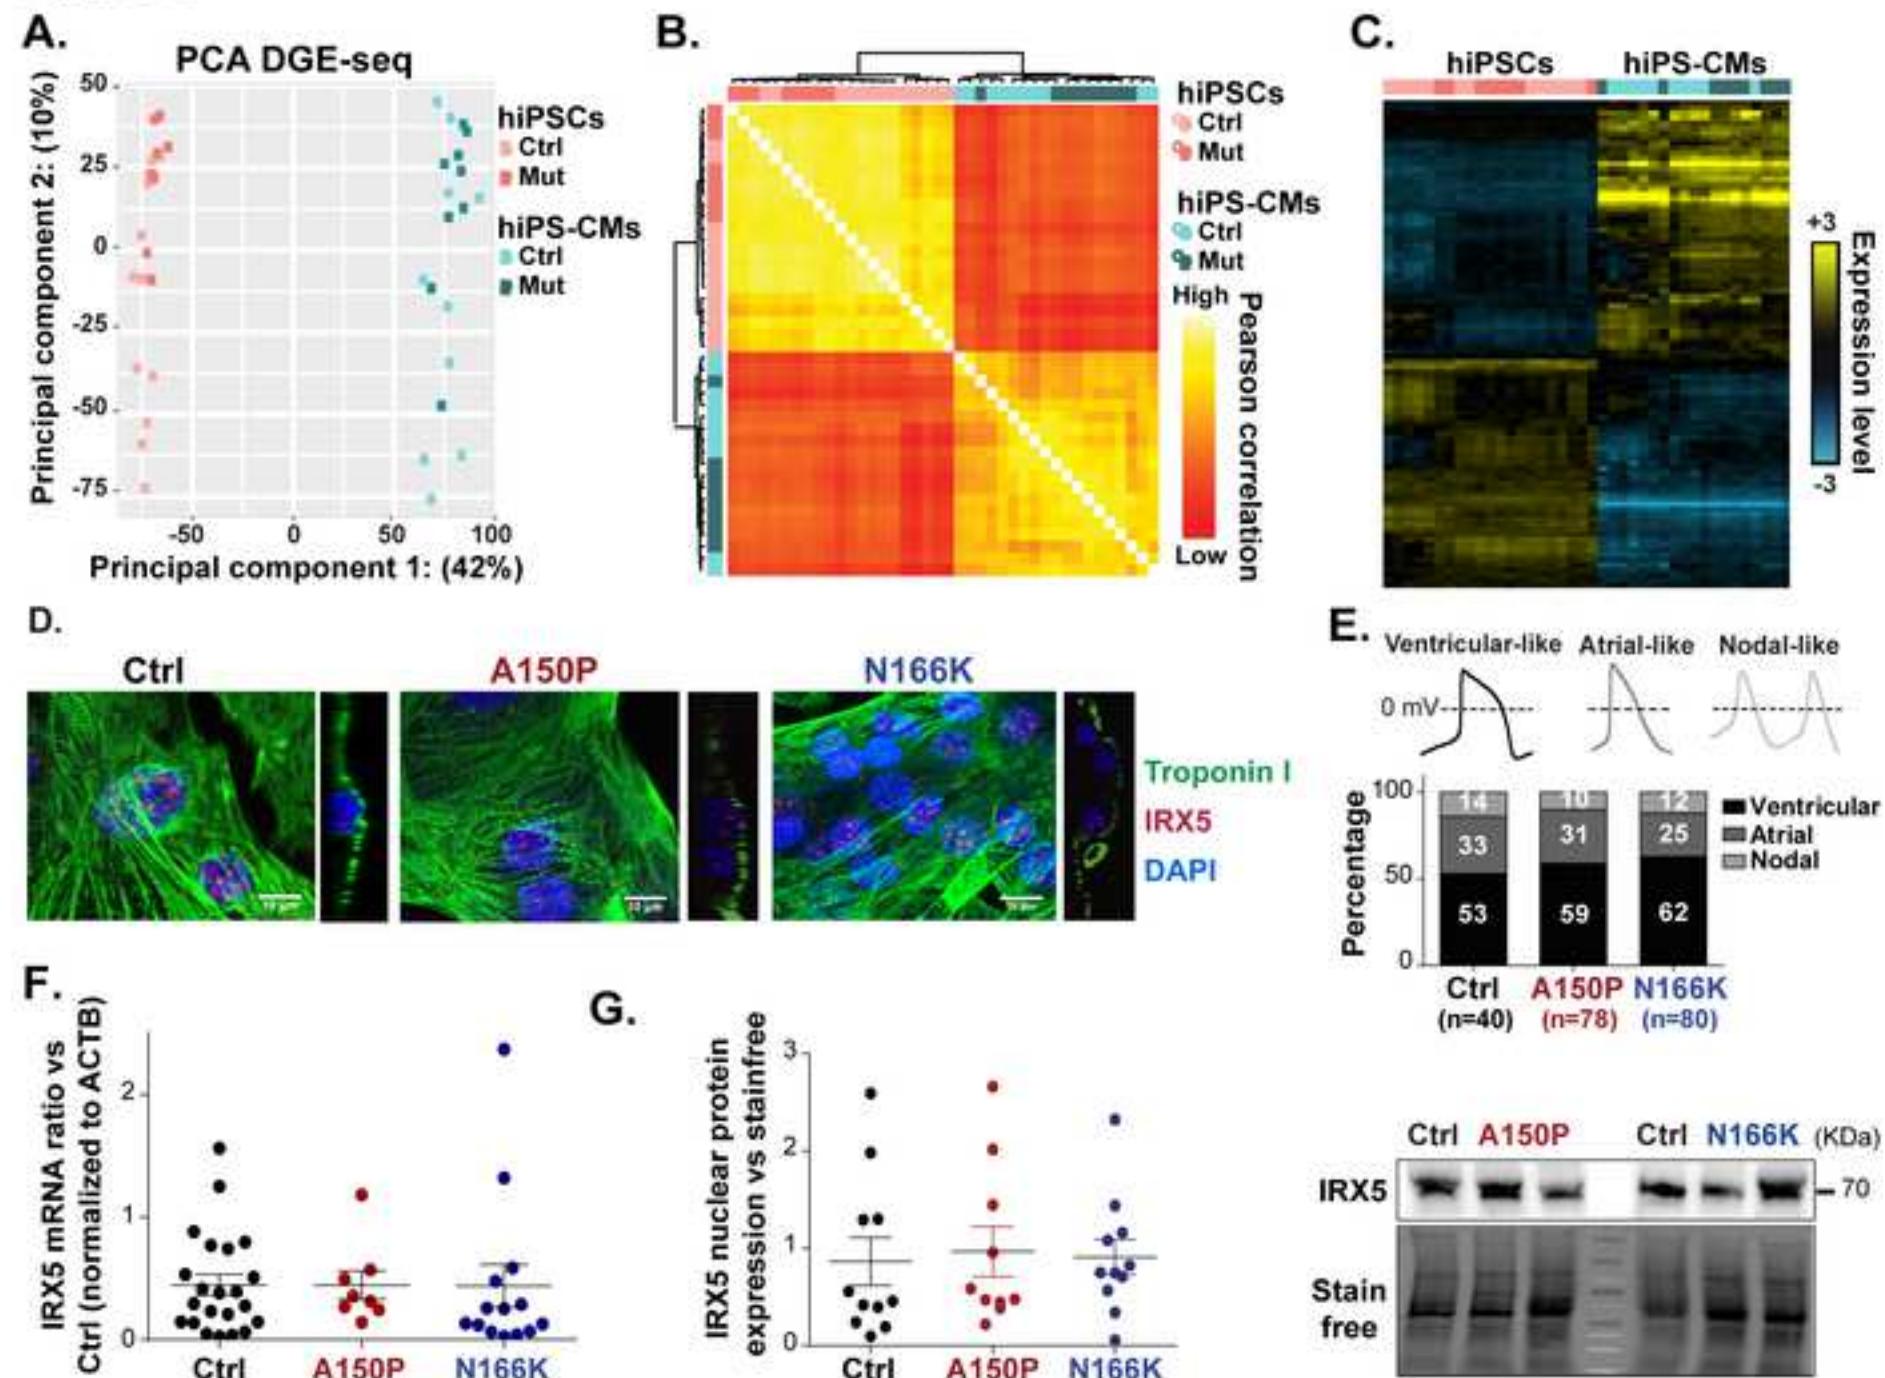 A.
PCA DGE-seq
Principal component 2: (10%)
50
25
0
-25
-50
-75
-50
0
50
100
Principal component 1: (42%)
hiPSCs
Ctrl
Mut
hiPS-CMs
Ctrl
Mut
B.
hiPSCs
Ctrl
Mut
hiPS-CMs
Ctrl
Mut
High
Low
Pearson correlation
C.
hiPSCs
hiPS-CMs
+3
-3
Expression level
D.
Ctrl
A150P
N166K
10 µm
10 µm
Troponin I
IRX5
DAPI
E.
Ventricular-like
Atrial-like
Nodal-like
0 mV
Percentage
100
50
0
14
33
53
10
31
59
12
25
62
Ventricular
Atrial
Nodal
Ctrl
A150P
N166K
(n=40)
(n=78)
(n=80)
F.
IRX5 mRNA ratio vs
Ctrl (normalized to ACTB)
2
1
0
Ctrl
A150P
N166K
G.
IRX5 nuclear protein
expression vs stainfree
3
2
1
0
Ctrl
A150P
N166K
Ctrl
A150P
Ctrl
N166K
(KDa)
IRX5
70
Stain
free